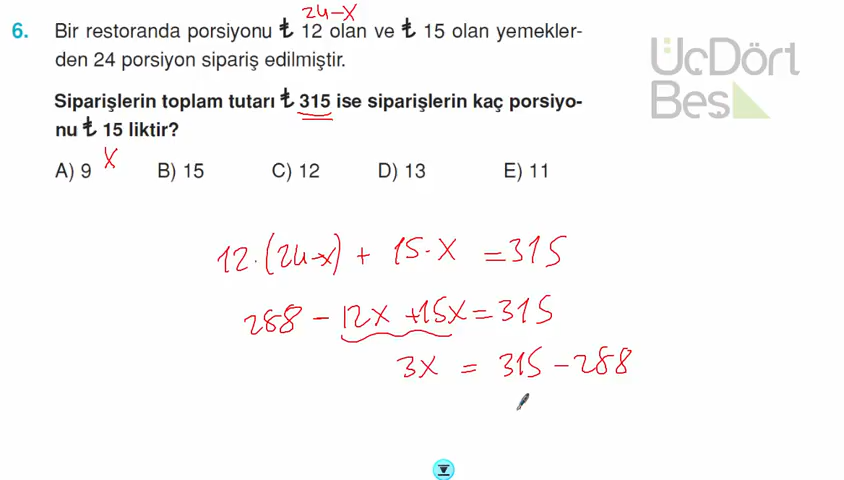 24-x
6. Bir restoranda porsiyonu ₺ 12 olan ve ₺ 15 olan yemekler-
den 24 porsiyon sipariş edilmiştir.
Siparişlerin toplam tutarı ₺ 315 ise siparişlerin kaç porsiyo-
nu ₺ 15 liktir?
x
A) 9 B) 15 C) 12 D) 13 E) 11
12·(24-x) + 15·x = 315
288 - 12x + 15x = 315
3x = 315 - 288
ÜçDört
Beş